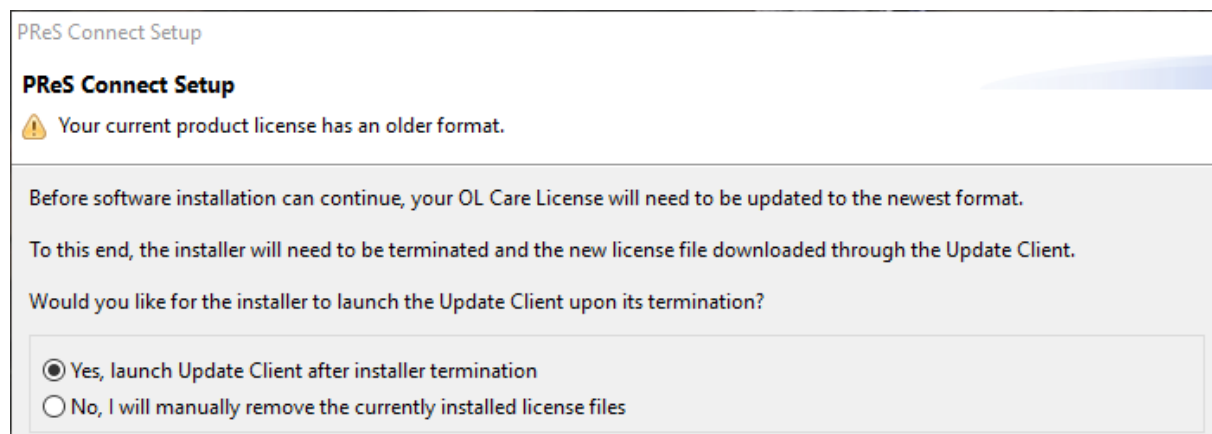 PReS Connect Setup
PReS Connect Setup
Your current product license has an older format.
Before software installation can continue, your OL Care License will need to be updated to the newest format.
To this end, the installer will need to be terminated and the new license file downloaded through the Update Client.
Would you like for the installer to launch the Update Client upon its termination?
Yes, launch Update Client after installer termination
No, I will manually remove the currently installed license files